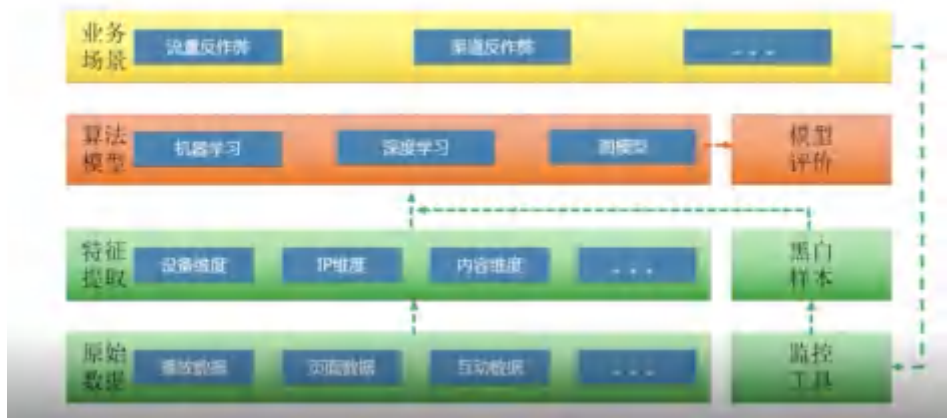 业务
场景
流量反作弊
渠道反作弊
- - -
算法
模型
机器学习
深度学习
图模型
模型
评价
特征
提取
设备维度
IP维度
内容维度
- - -
黑白
样本
原始
数据
播放数据
页面数据
互动数据
- - -
监控
工具